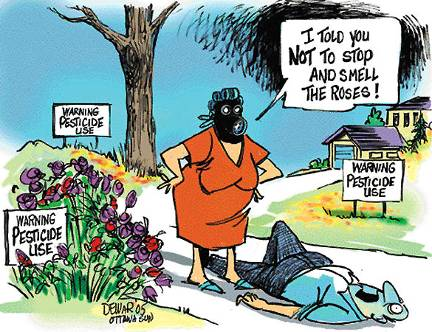 I TOLD YOU
NOT TO STOP
AND SMELL
THE ROSES!
WARNING
PESTICIDE
USE
WARNING
PESTICIDE
USE
WARNING
PESTICIDE
USE
DEWAR 05
OTTAWA SUN